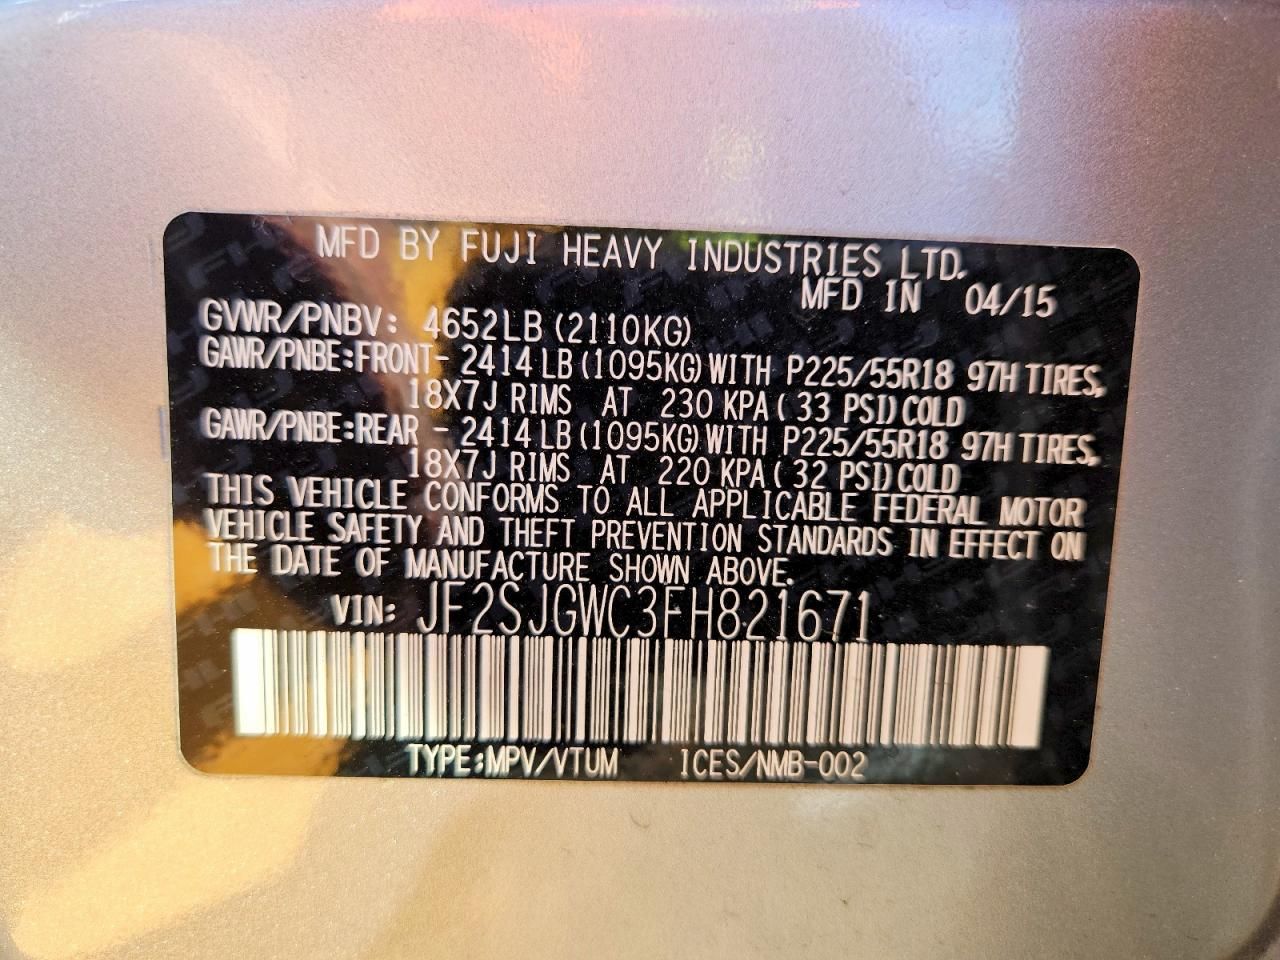 MFD BY FUJI HEAVY INDUSTRIES LTD.
MFD IN 04/15
GVWR/PNBV: 4652LB (2110KG)
GAWR/PNBE:FRONT- 2414 LB (1095KG) WITH P225/55R18 97H TIRES,
18X7J RIMS AT 230 KPA ( 33 PSI) COLD
GAWR/PNBE:REAR - 2414 LB (1095KG) WITH P225/55R18 97H TIRES,
18X7J RIMS AT 220 KPA ( 32 PSI) COLD
THIS VEHICLE CONFORMS TO ALL APPLICABLE FEDERAL MOTOR
VEHICLE SAFETY AND THEFT PREVENTION STANDARDS IN EFFECT ON
THE DATE OF MANUFACTURE SHOWN ABOVE.
VIN: JF2SJGWC3FH821671
TYPE:MPV/VTUM ICES/NMB-002